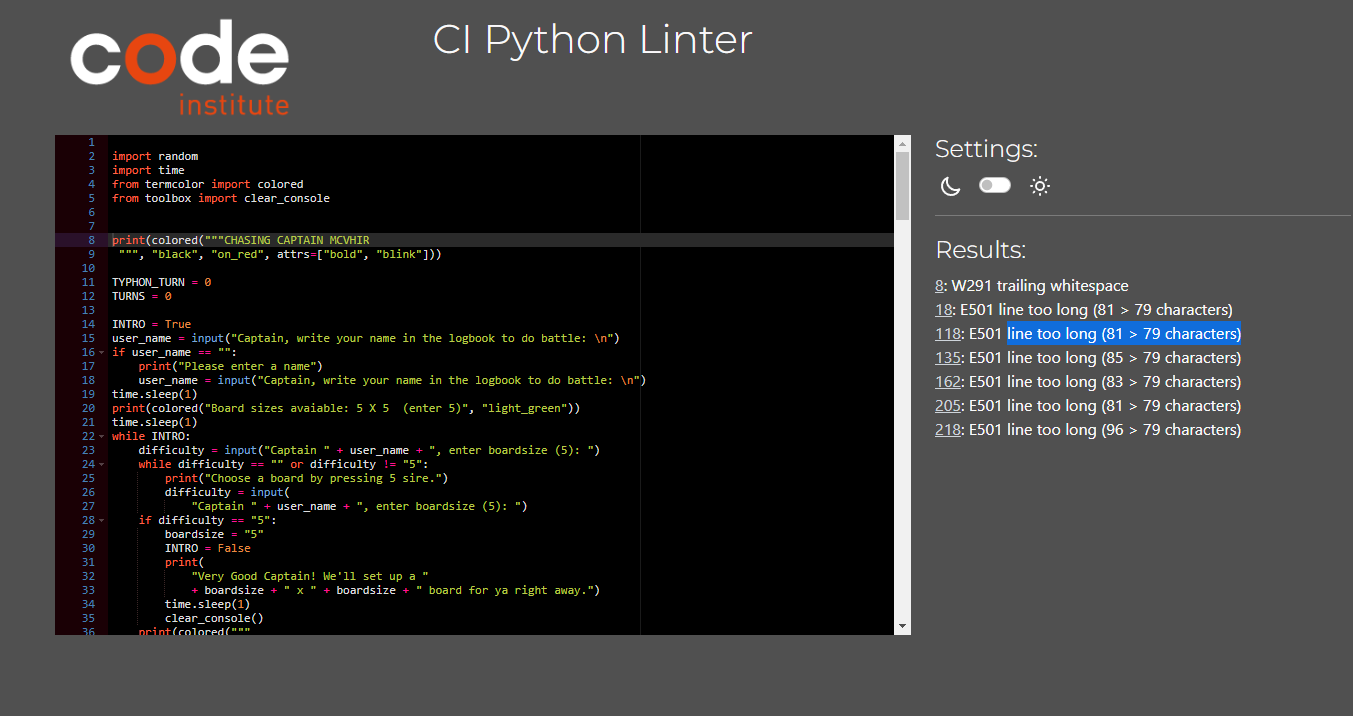 code
institute
CI Python Linter
1
2 import random
3 import time
4 from termcolor import colored
5 from toolbox import clear_console
6
7
8 print(colored("""CHASING CAPTAIN MCVHIR
9  """, "black", "on_red", attrs=["bold", "blink"]))
10
11 TYPHON_TURN = 0
12 TURNS = 0
13
14 INTRO = True
15 user_name = input("Captain, write your name in the logbook to do battle: \n")
16 if user_name == "":
17     print("Please enter a name")
18     user_name = input("Captain, write your name in the logbook to do battle: \n")
19 time.sleep(1)
20 print(colored("Board sizes avaiable: 5 X 5  (enter 5)", "light_green"))
21 time.sleep(1)
22 while INTRO:
23     difficulty = input("Captain " + user_name + ", enter boardsize (5): ")
24     while difficulty == "" or difficulty != "5":
25         print("Choose a board by pressing 5 sire.")
26         difficulty = input(
27             "Captain " + user_name + ", enter boardsize (5): ")
28     if difficulty == "5":
29         boardsize = "5"
30         INTRO = False
31         print(
32             "Very Good Captain! We'll set up a "
33             + boardsize + " x " + boardsize + " board for ya right away.")
34         time.sleep(1)
35         clear_console()
36     print(colored("""
Settings:
Results:
8: W291 trailing whitespace
18: E501 line too long (81 > 79 characters)
118: E501 line too long (81 > 79 characters)
135: E501 line too long (85 > 79 characters)
162: E501 line too long (83 > 79 characters)
205: E501 line too long (81 > 79 characters)
218: E501 line too long (96 > 79 characters)